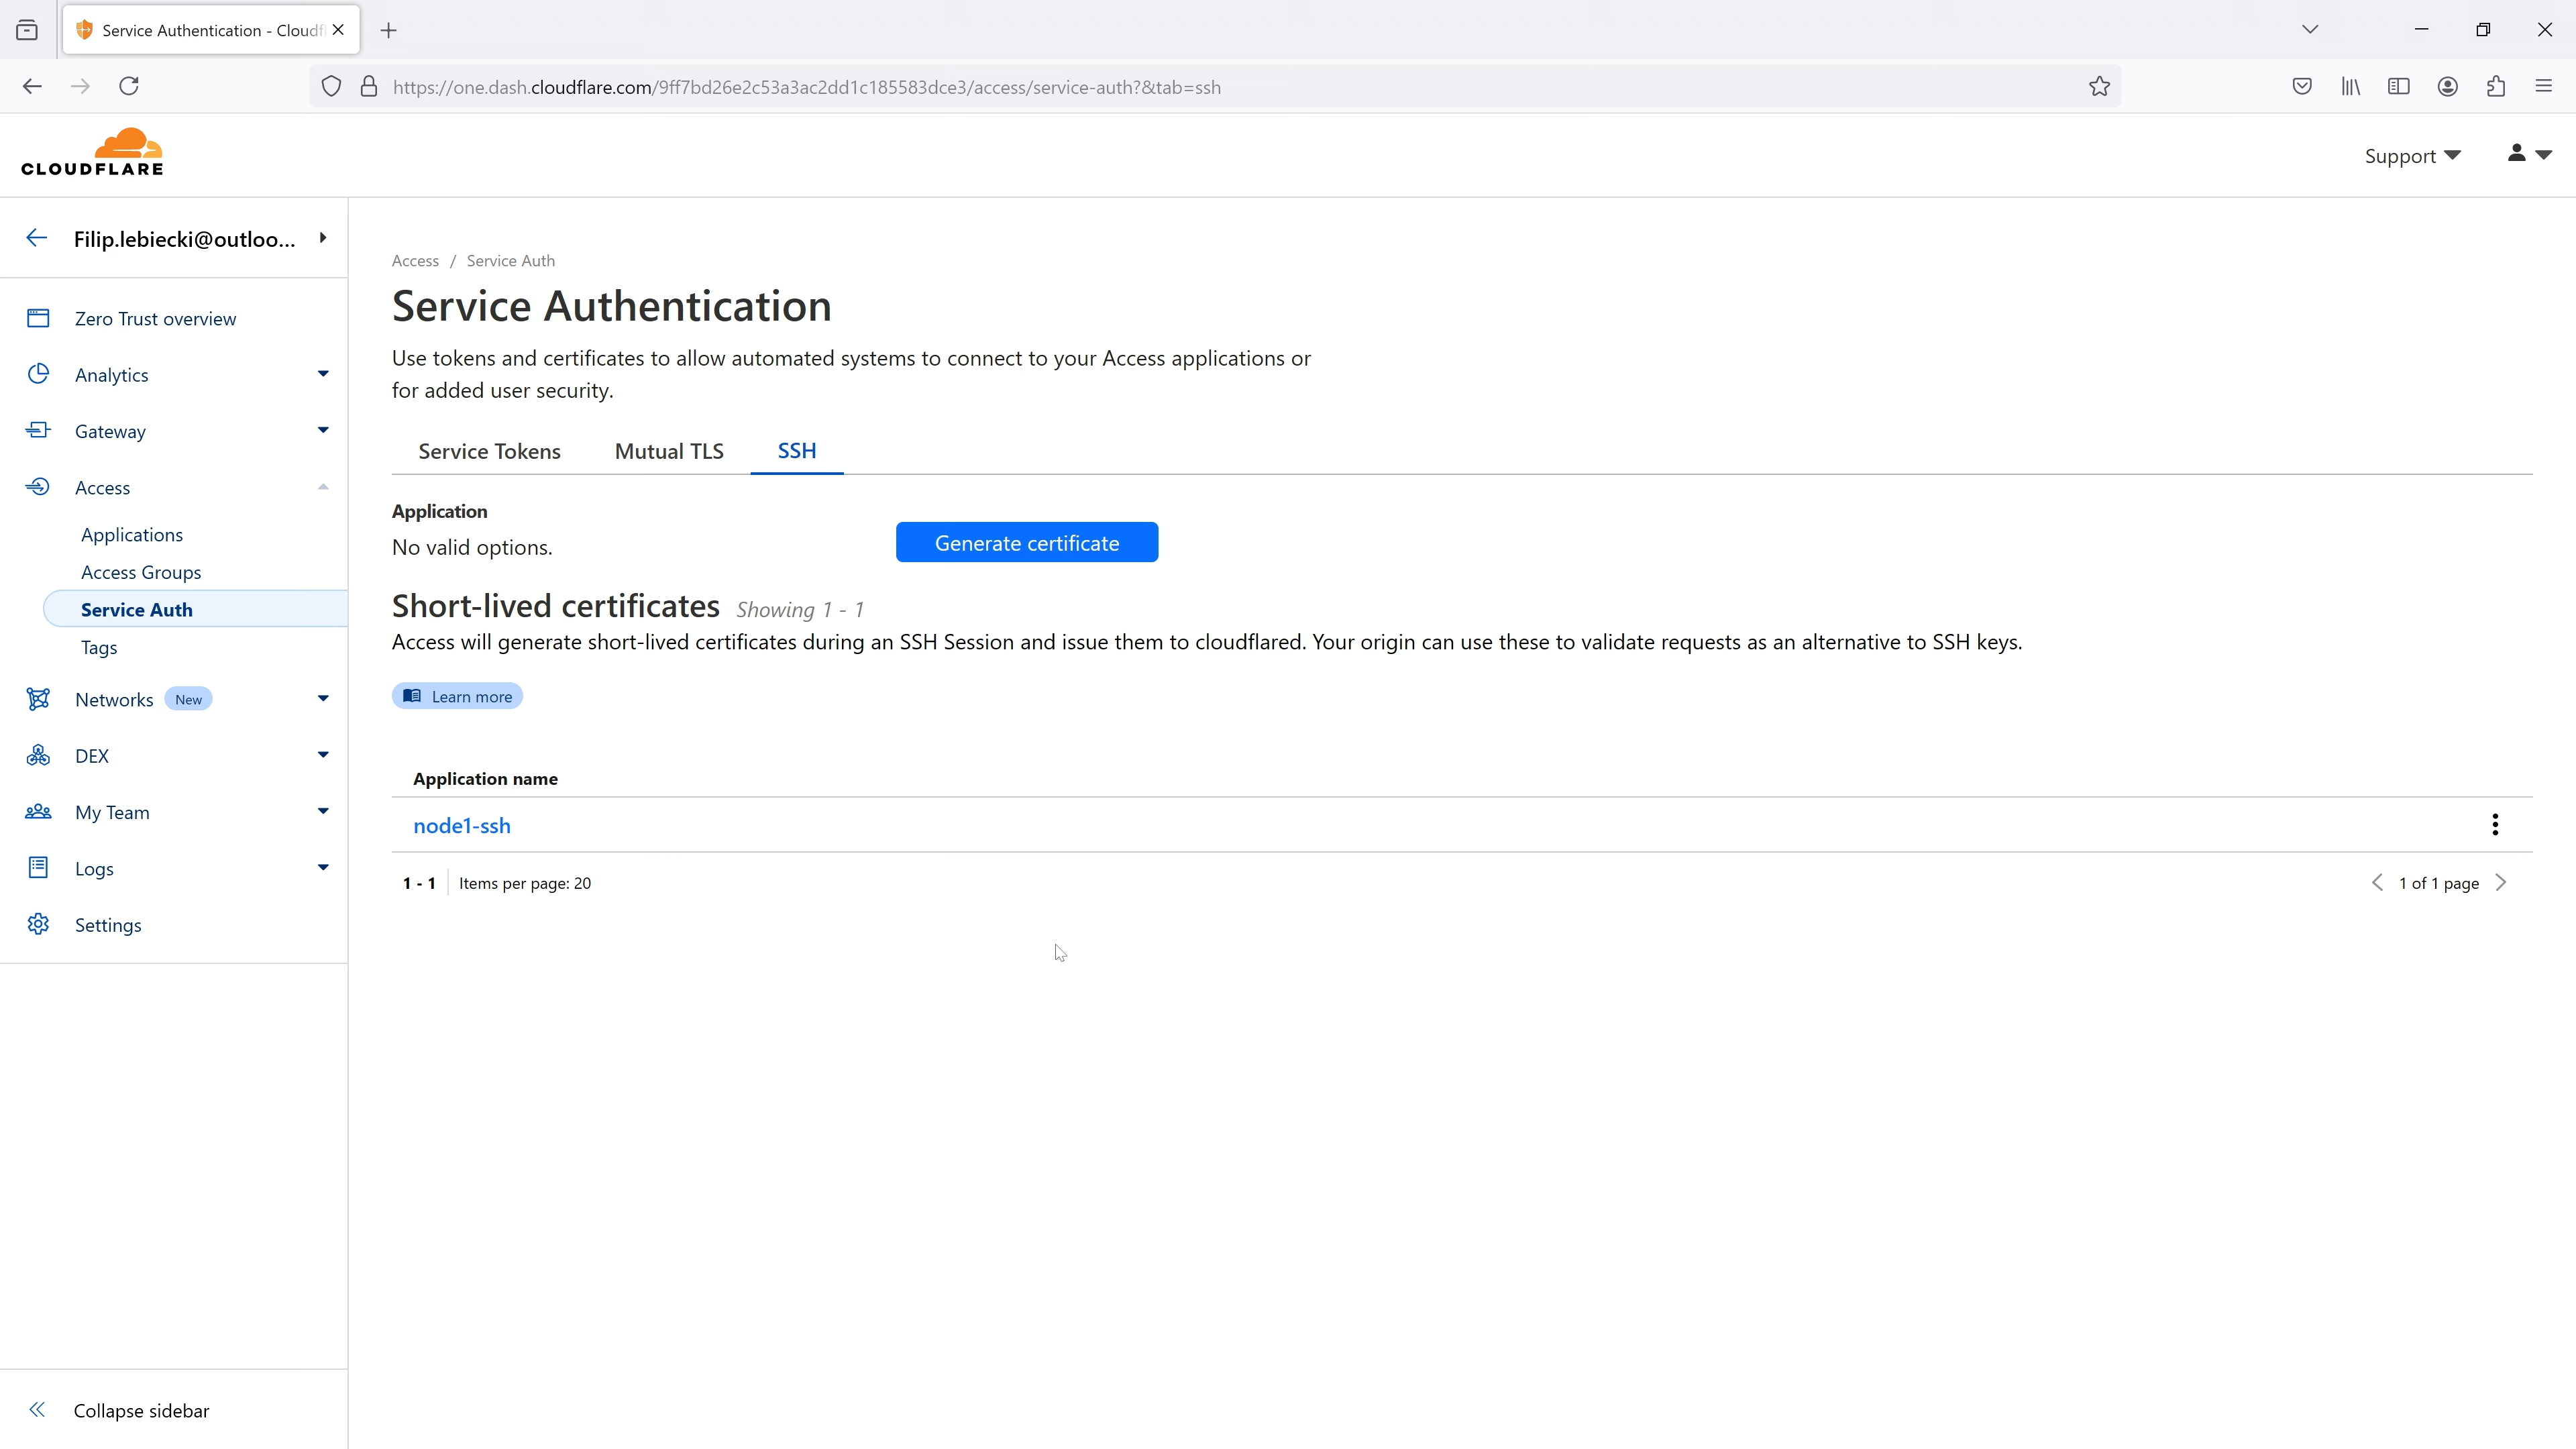 Service Authentication - Cloudfl
https://one.dash.cloudflare.com/9ff7bd26e2c53a3ac2dd1c185583dce3/access/service-auth?&tab=ssh
CLOUDFLARE
Support
Filip.lebiecki@outloo...
Zero Trust overview
Analytics
Gateway
Access
Applications
Access Groups
Service Auth
Tags
Networks New
DEX
My Team
Logs
Settings
Collapse sidebar
Access / Service Auth
Service Authentication
Use tokens and certificates to allow automated systems to connect to your Access applications or
for added user security.
Service Tokens Mutual TLS SSH
Application
No valid options.
Generate certificate
Short-lived certificates Showing 1 - 1
Access will generate short-lived certificates during an SSH Session and issue them to cloudflared. Your origin can use these to validate requests as an alternative to SSH keys.
Learn more
Application name
node1-ssh
1 - 1 Items per page: 20
1 of 1 page